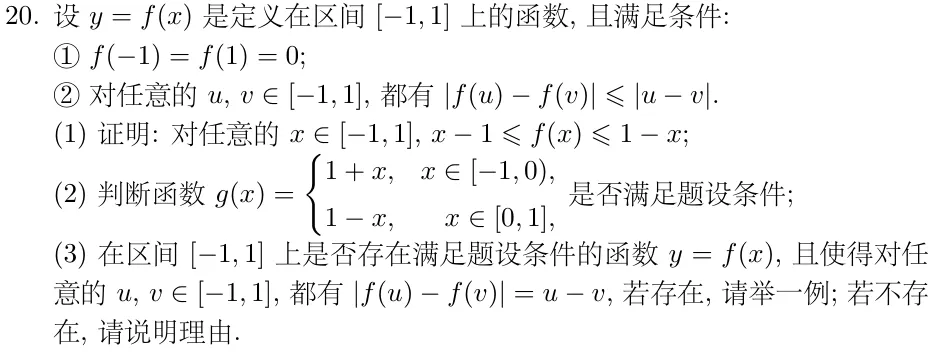 20. 设 y = f(x) 是定义在区间 [−1, 1] 上的函数, 且满足条件:
① f(−1) = f(1) = 0;
② 对任意的 u, v ∈ [−1, 1], 都有 |f(u) − f(v)| ⩽ |u − v|.
(1) 证明: 对任意的 x ∈ [−1, 1], x − 1 ⩽ f(x) ⩽ 1 − x;
(2) 判断函数 g(x) = { 1 + x, x ∈ [−1, 0), 1 − x, x ∈ [0, 1], 是否满足题设条件;
(3) 在区间 [−1, 1] 上是否存在满足题设条件的函数 y = f(x), 且使得对任
意的 u, v ∈ [−1, 1], 都有 |f(u) − f(v)| = u − v, 若存在, 请举一例; 若不存
在, 请说明理由.